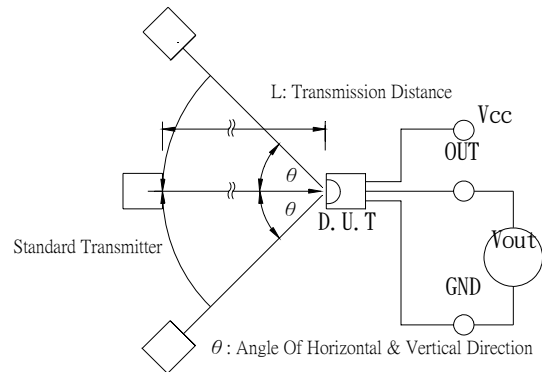 L: Transmission Distance
Vcc
OUT
θ
θ
D.U.T
Standard Transmitter
Vout
GND
θ: Angle Of Horizontal & Vertical Direction